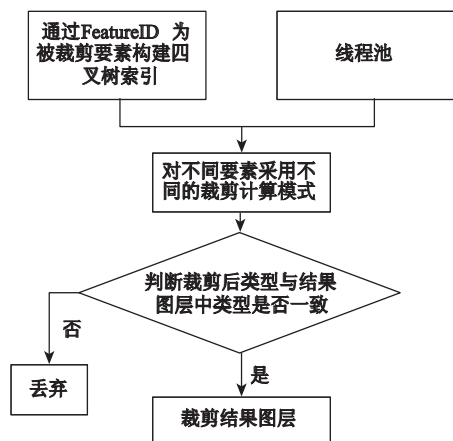 通过FeatureID 为
被裁剪要素构建四
叉树索引
线程池
对不同要素采用不
同的裁剪计算模式
判断裁剪后类型与结果
图层中类型是否一致
否
是
丢弃
裁剪结果图层